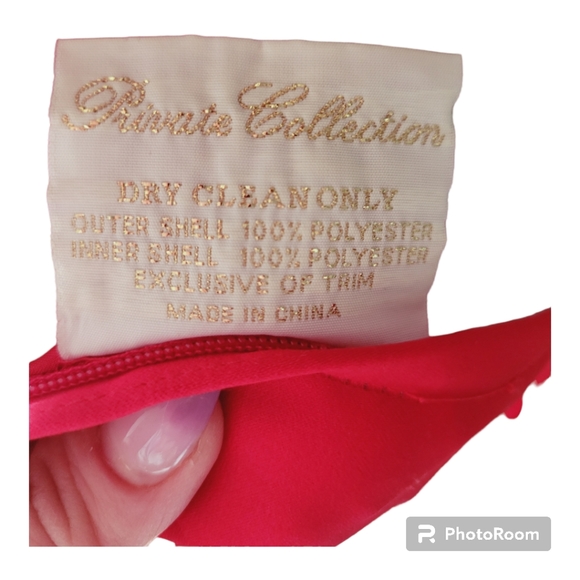 Private Collection
DRY CLEAN ONLY
OUTER SHELL 100% POLYESTER
INNER SHELL 100% POLYESTER
EXCLUSIVE OF TRIM
MADE IN CHINA
PhotoRoom